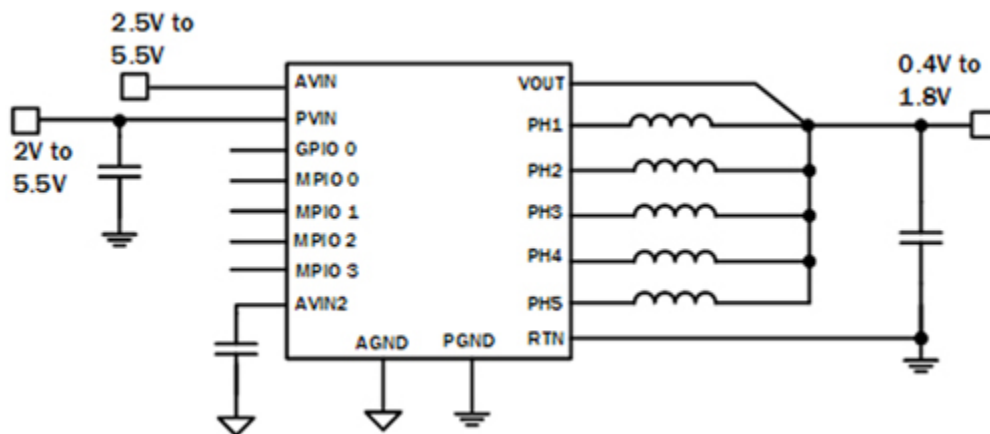 2.5V to
5.5V
AVIN
PVIN
2V to
5.5V
GPIO 0
MPIO 0
MPIO 1
MPIO 2
MPIO 3
AVIN2
AGND
PGND
VOUT
PH1
PH2
PH3
PH4
PH5
RTN
0.4V to
1.8V